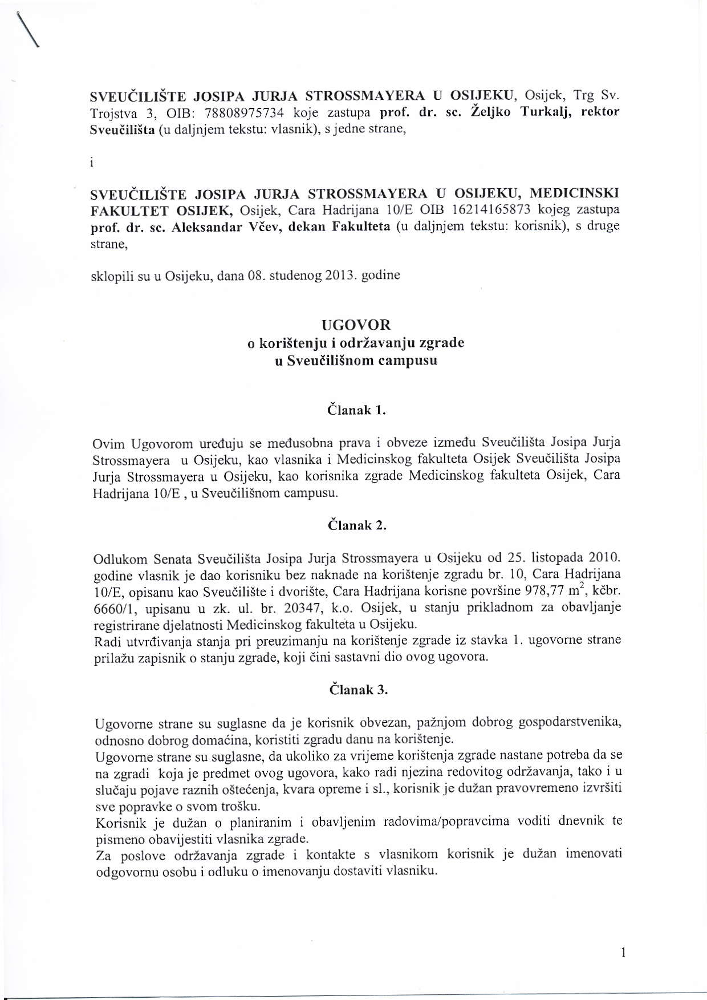 SVEUČILIŠTE JOSIPA JURJA STROSSMAYERA U OSIJEKU, Osijek, Trg Sv.
Trojstva 3, OIB: 78808975734 koje zastupa prof. dr. sc. Željko Turkalj, rektor
Sveučilišta (u daljnjem tekstu: vlasnik), s jedne strane,
i
SVEUČILIŠTE JOSIPA JURJA STROSSMAYERA U OSIJEKU, MEDICINSKI
FAKULTET OSIJEK, Osijek, Cara Hadrijana 10/E OIB 16214165873 kojeg zastupa
prof. dr. sc. Aleksandar Včev, dekan Fakulteta (u daljnjem tekstu: korisnik), s druge
strane,
sklopili su u Osijeku, dana 08. studenog 2013. godine
UGOVOR
o korištenju i održavanju zgrade
u Sveučilišnom campusu
Članak 1.
Ovim Ugovorom uređuju se međusobna prava i obveze između Sveučilišta Josipa Jurja
Strossmayera u Osijeku, kao vlasnika i Medicinskog fakulteta Osijek Sveučilišta Josipa
Jurja Strossmayera u Osijeku, kao korisnika zgrade Medicinskog fakulteta Osijek, Cara
Hadrijana 10/E , u Sveučilišnom campusu.
Članak 2.
Odlukom Senata Sveučilišta Josipa Jurja Strossmayera u Osijeku od 25. listopada 2010.
godine vlasnik je dao korisniku bez naknade na korištenje zgradu br. 10, Cara Hadrijana
10/E, opisanu kao Sveučilište i dvorište, Cara Hadrijana korisne površine 978,77 m², kčbr.
6660/1, upisanu u zk. ul. br. 20347, k.o. Osijek, u stanju prikladnom za obavljanje
registrirane djelatnosti Medicinskog fakulteta u Osijeku.
Radi utvrđivanja stanja pri preuzimanju na korištenje zgrade iz stavka 1. ugovorne strane
prilažu zapisnik o stanju zgrade, koji čini sastavni dio ovog ugovora.
Članak 3.
Ugovorne strane su suglasne da je korisnik obvezan, pažnjom dobrog gospodarstvenika,
odnosno dobrog domaćina, koristiti zgradu danu na korištenje.
Ugovorne strane su suglasne, da ukoliko za vrijeme korištenja zgrade nastane potreba da se
na zgradi koja je predmet ovog ugovora, kako radi njezina redovitog održavanja, tako i u
slučaju pojave raznih oštećenja, kvara opreme i sl., korisnik je dužan pravovremeno izvršiti
sve popravke o svom trošku.
Korisnik je dužan o planiranim i obavljenim radovima/popravcima voditi dnevnik te
pismeno obavijestiti vlasnika zgrade.
Za poslove održavanja zgrade i kontakte s vlasnikom korisnik je dužan imenovati
odgovornu osobu i odluku o imenovanju dostaviti vlasniku.
1